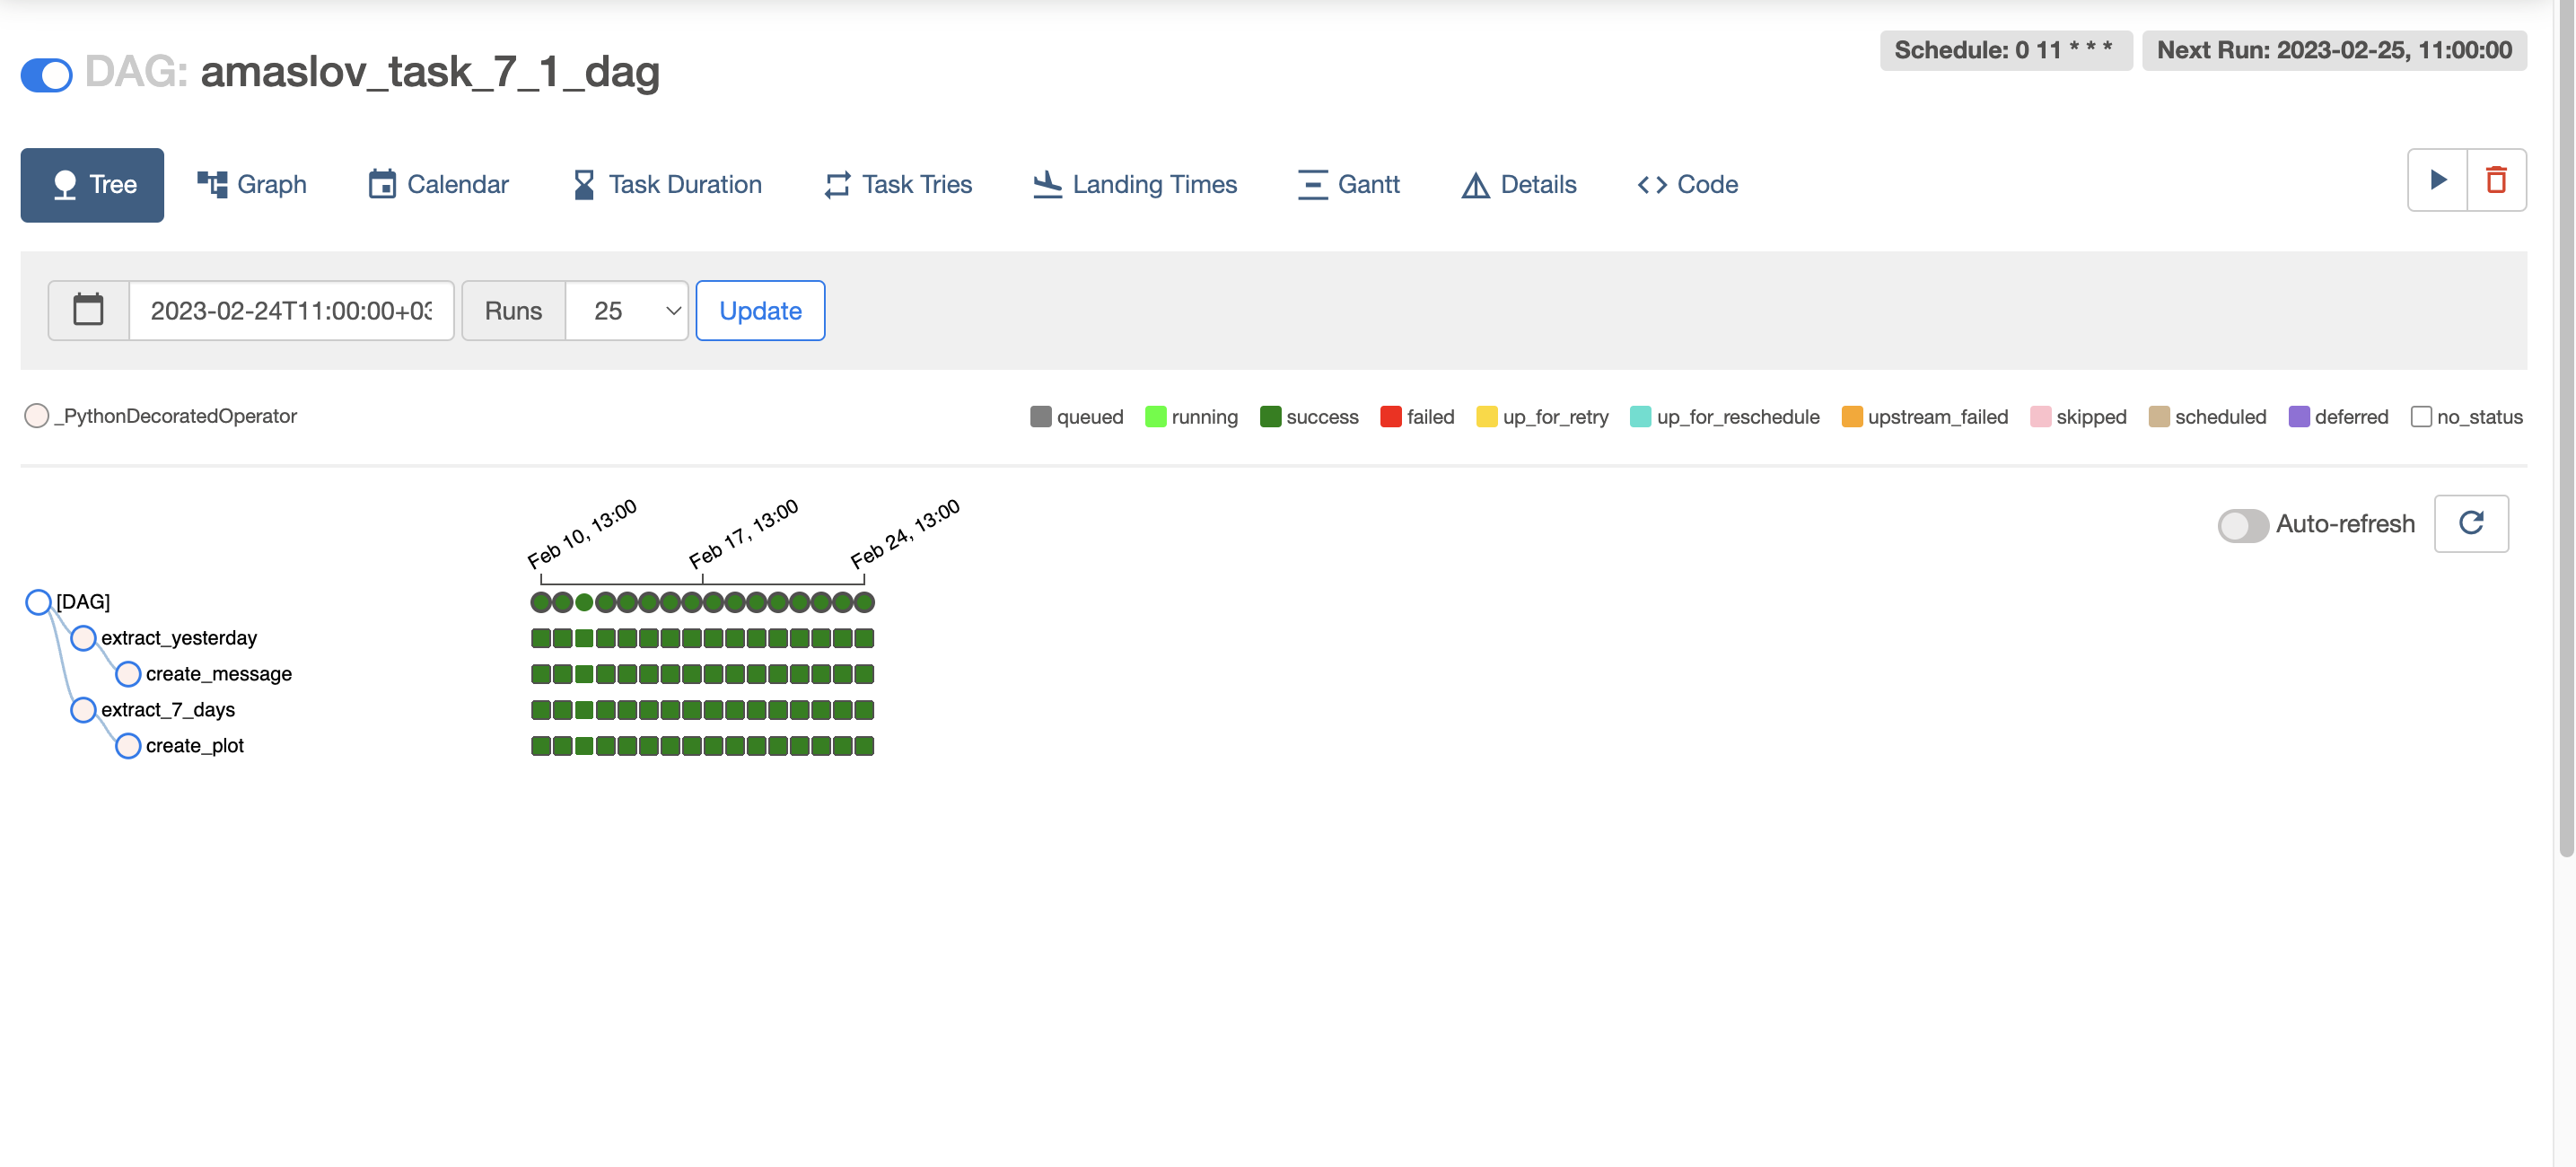 DAG: amaslov_task_7_1_dag
Schedule: 0 11 * * *
Next Run: 2023-02-25, 11:00:00
Tree
Graph
Calendar
Task Duration
Task Tries
Landing Times
Gantt
Details
Code
2023-02-24T11:00:00+03
Runs
25
Update
_PythonDecoratedOperator
queued
running
success
failed
up_for_retry
up_for_reschedule
upstream_failed
skipped
scheduled
deferred
no_status
Feb 10, 13:00
Feb 17, 13:00
Feb 24, 13:00
Auto-refresh
[DAG]
extract_yesterday
create_message
extract_7_days
create_plot